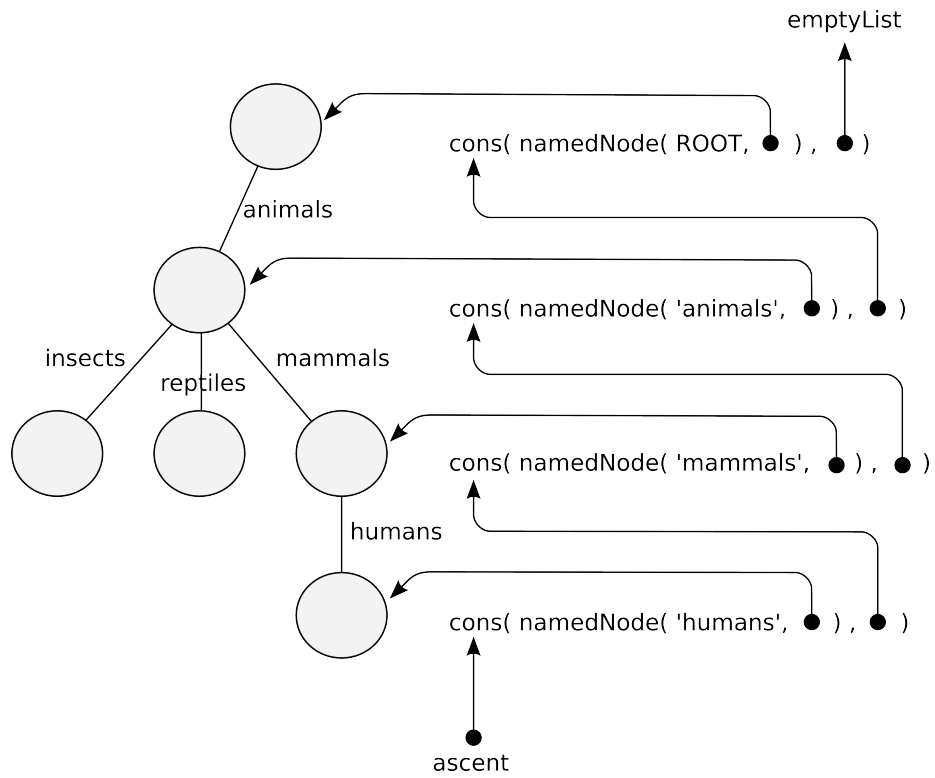 emptyList
cons( namedNode( ROOT, ) , )
animals
cons( namedNode( 'animals', ) , )
insects
mammals
reptiles
cons( namedNode( 'mammals', ) , )
humans
cons( namedNode( 'humans', ) , )
ascent